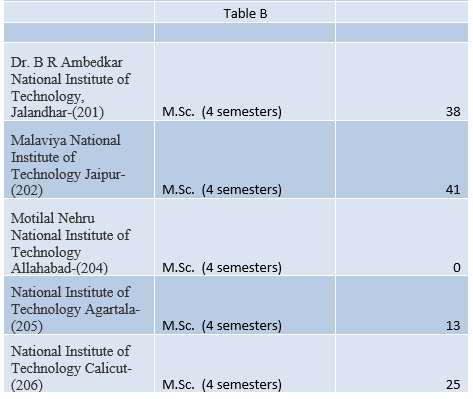 Table B
Dr. B R Ambedkar
National Institute of
Technology,
Jalandhar-(201) M.Sc. (4 semesters) 38
Malaviya National
Institute of
Technology Jaipur-
(202) M.Sc. (4 semesters) 41
Motilal Nehru
National Institute of
Technology
Allahabad-(204) M.Sc. (4 semesters) 0
National Institute of
Technology Agartala-
(205) M.Sc. (4 semesters) 13
National Institute of
Technology Calicut-
(206) M.Sc. (4 semesters) 25